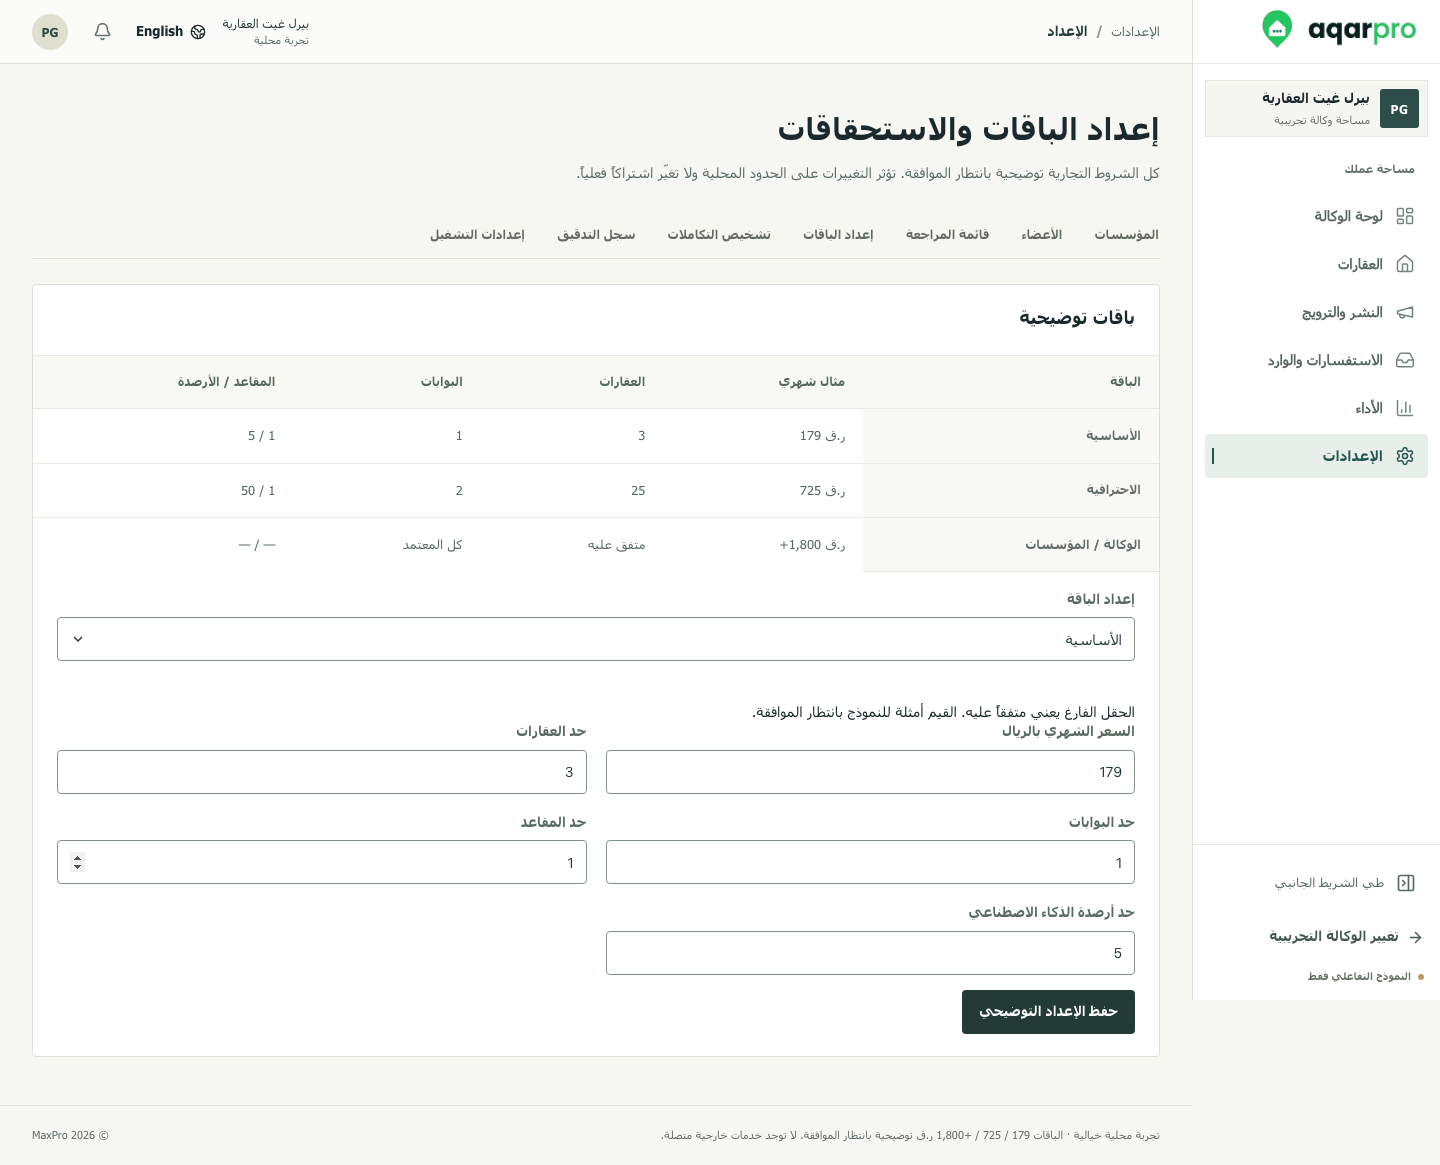 aqarpro
PG
بيرل غيت العقارية
مساحة وكالة تجريبية
مساحة عملك
لوحة الوكالة
العقارات
النشر والترويج
الاستفسارات والوارد
الأداء
الإعدادات
طي الشريط الجانبي
تغيير الوكالة التجريبية
النموذج التفاعلي فقط
الإعدادات / الإعداد
بيرل غيت العقارية
تجربة محلية
English
PG
إعداد الباقات والاستحقاقات
كل الشروط التجارية توضيحية بانتظار الموافقة. تؤثر التغييرات على الحدود المحلية ولا تغيّر اشتراكاً فعلياً.
المؤسسات الأعضاء قائمة المراجعة إعداد الباقات تشخيص التكاملات سجل التدقيق إعدادات التشغيل
باقات توضيحية
الباقة مثال شهري العقارات البوابات المقاعد / الأرصدة
الأساسية ر.ق 179 3 1 1 / 5
الاحترافية ر.ق 725 25 2 1 / 50
الوكالة / المؤسسات ر.ق 1,800+ متفق عليه كل المعتمد — / —
إعداد الباقة
الأساسية
الحقل الفارغ يعني متفقاً عليه. القيم أمثلة للنموذج بانتظار الموافقة.
السعر الشهري بالريال حد العقارات
179 3
حد البوابات حد المقاعد
1 1
حد أرصدة الذكاء الاصطناعي
5
حفظ الإعداد التوضيحي
تجربة محلية خيالية · الباقات 179 / 725 / 1,800+ ر.ق توضيحية بانتظار الموافقة. لا توجد خدمات خارجية متصلة.
© 2026 MaxPro